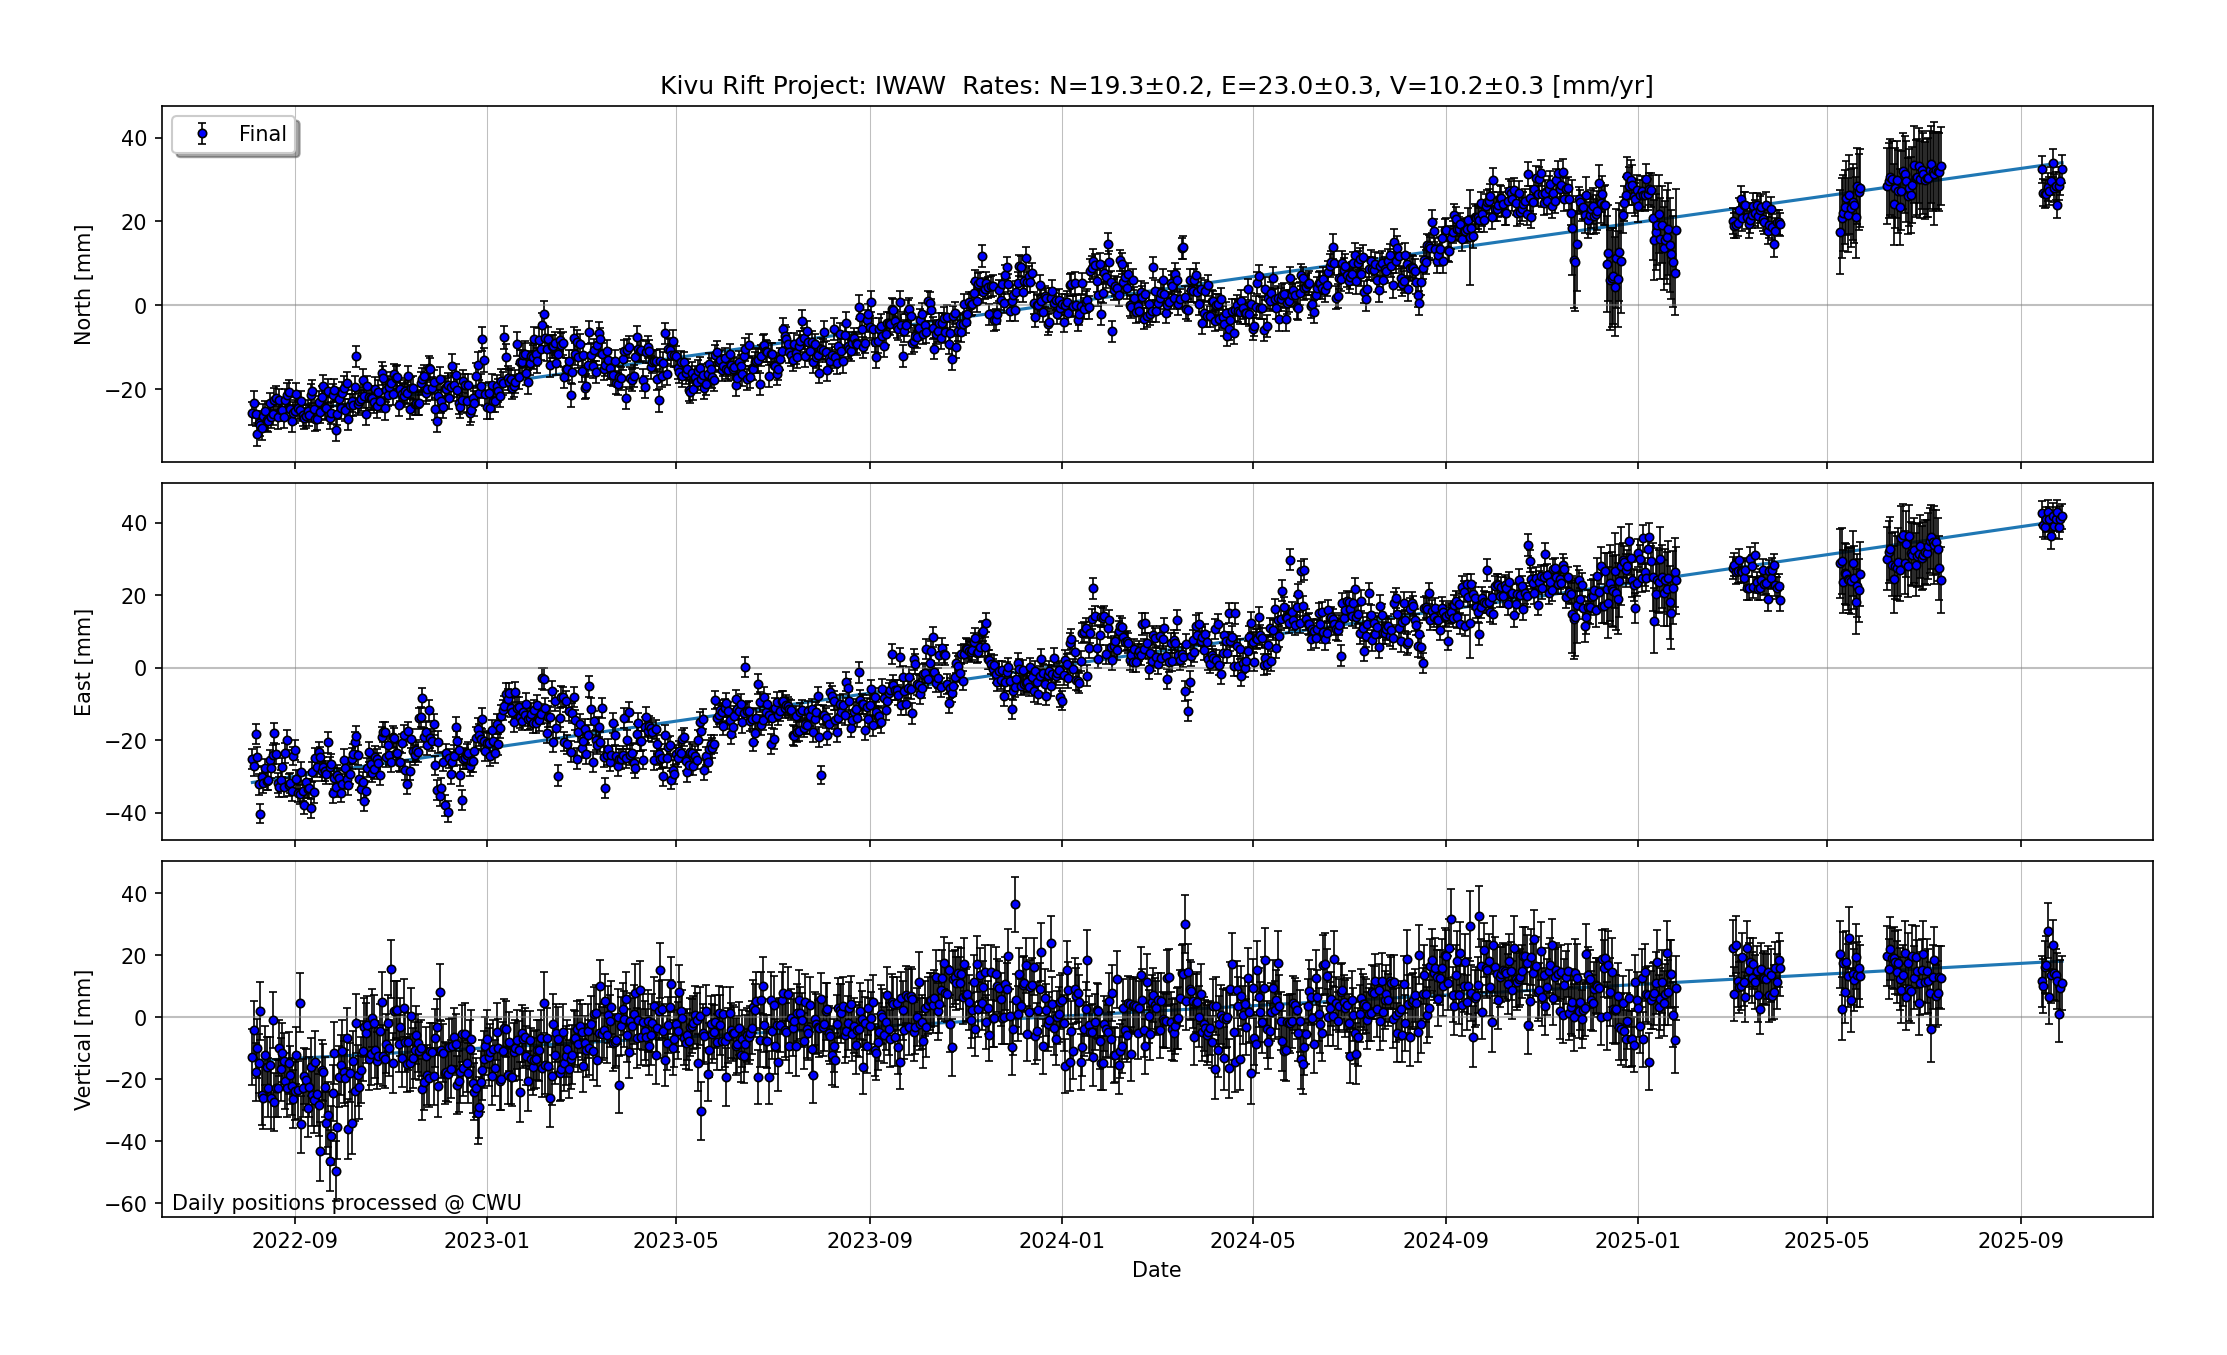 Kivu Rift Project: IWAW  Rates: N=19.3±0.2, E=23.0±0.3, V=10.2±0.3 [mm/yr]
Final
North [mm]
40
20
0
−20
East [mm]
40
20
0
−20
−40
Vertical [mm]
40
20
0
−20
−40
−60
Daily positions processed @ CWU
2022-09 2023-01 2023-05 2023-09 2024-01 2024-05 2024-09 2025-01 2025-05 2025-09
Date